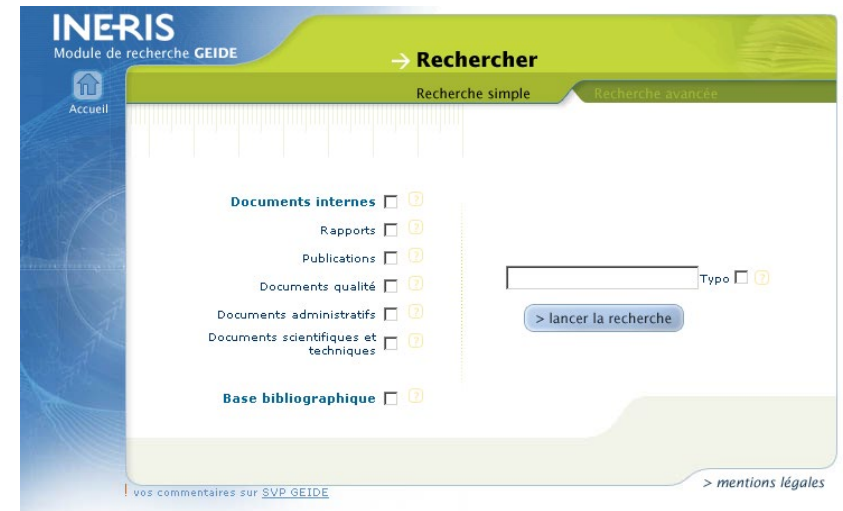 INERIS
Module de recherche GEIDE
→ Rechercher
Recherche simple
Recherche avancée
Accueil
Documents internes ?
Rapports ?
Publications ?
Documents qualité ?
Typo ?
Documents administratifs ?
> lancer la recherche
Documents scientifiques et
techniques ?
Base bibliographique ?
> mentions légales
! vos commentaires sur SVP GEIDE